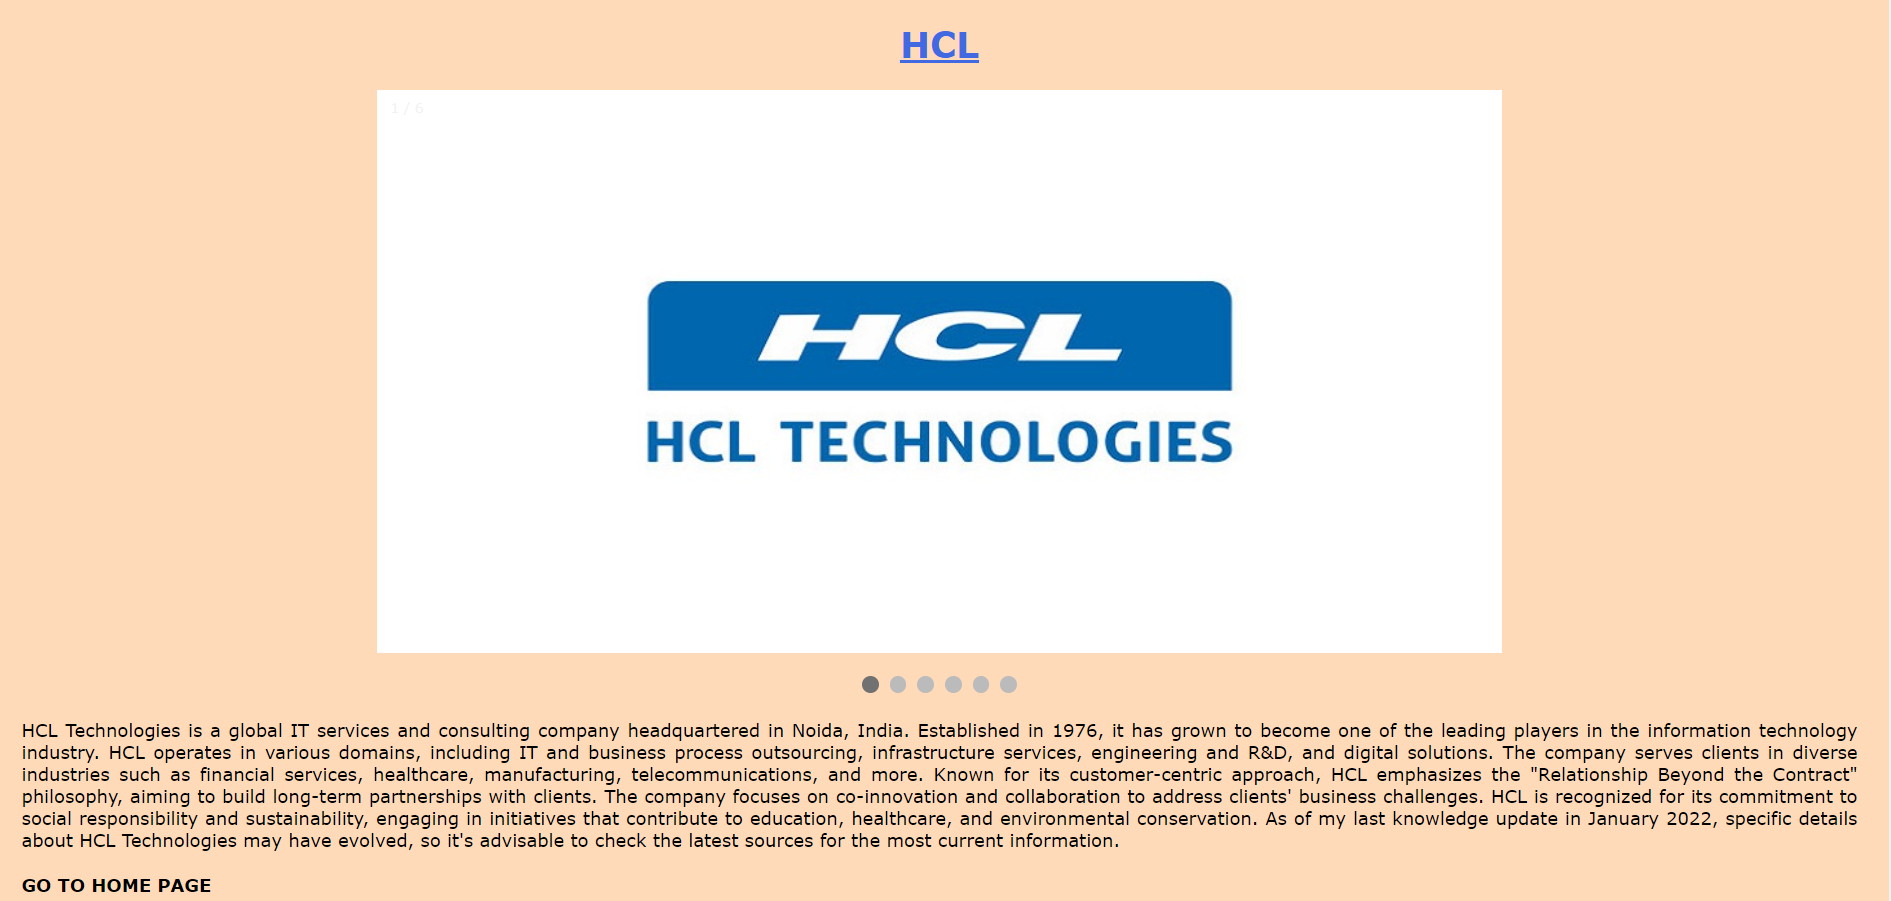 HCL
1 / 6
HCL
HCL TECHNOLOGIES
HCL Technologies is a global IT services and consulting company headquartered in Noida, India. Established in 1976, it has grown to become one of the leading players in the information technology
industry. HCL operates in various domains, including IT and business process outsourcing, infrastructure services, engineering and R&D, and digital solutions. The company serves clients in diverse
industries such as financial services, healthcare, manufacturing, telecommunications, and more. Known for its customer-centric approach, HCL emphasizes the "Relationship Beyond the Contract"
philosophy, aiming to build long-term partnerships with clients. The company focuses on co-innovation and collaboration to address clients' business challenges. HCL is recognized for its commitment to
social responsibility and sustainability, engaging in initiatives that contribute to education, healthcare, and environmental conservation. As of my last knowledge update in January 2022, specific details
about HCL Technologies may have evolved, so it's advisable to check the latest sources for the most current information.
GO TO HOME PAGE